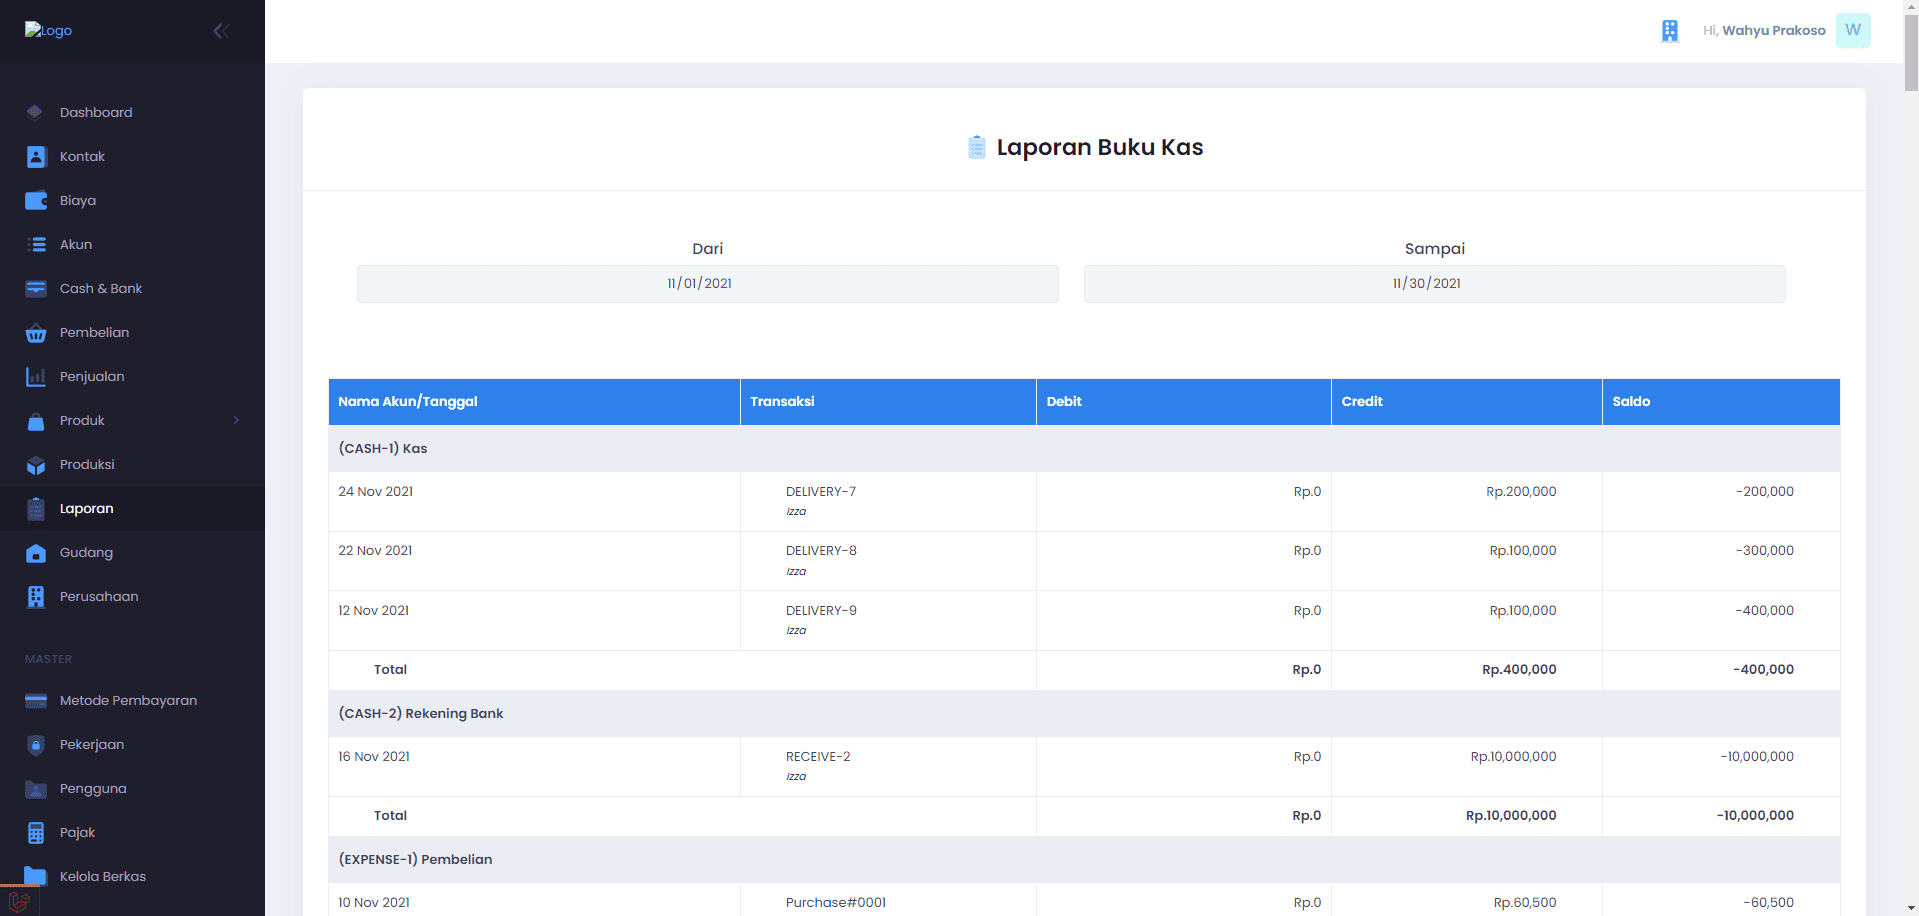 Logo
Hi, Wahyu Prakoso W
Dashboard
Kontak
Biaya
Akun
Cash & Bank
Pembelian
Penjualan
Produk
Produksi
Laporan
Gudang
Perusahaan
MASTER
Metode Pembayaran
Pekerjaan
Pengguna
Pajak
Kelola Berkas
Laporan Buku Kas
Dari Sampai
11/01/2021 11/30/2021
Nama Akun/Tanggal Transaksi Debit Credit Saldo
(CASH-1) Kas
24 Nov 2021 DELIVERY-7 Rp.0 Rp.200,000 -200,000
Izza
22 Nov 2021 DELIVERY-8 Rp.0 Rp.100,000 -300,000
Izza
12 Nov 2021 DELIVERY-9 Rp.0 Rp.100,000 -400,000
Izza
Total Rp.0 Rp.400,000 -400,000
(CASH-2) Rekening Bank
16 Nov 2021 RECEIVE-2 Rp.0 Rp.10,000,000 -10,000,000
Izza
Total Rp.0 Rp.10,000,000 -10,000,000
(EXPENSE-1) Pembelian
10 Nov 2021 Purchase#0001 Rp.0 Rp.60,500 -60,500